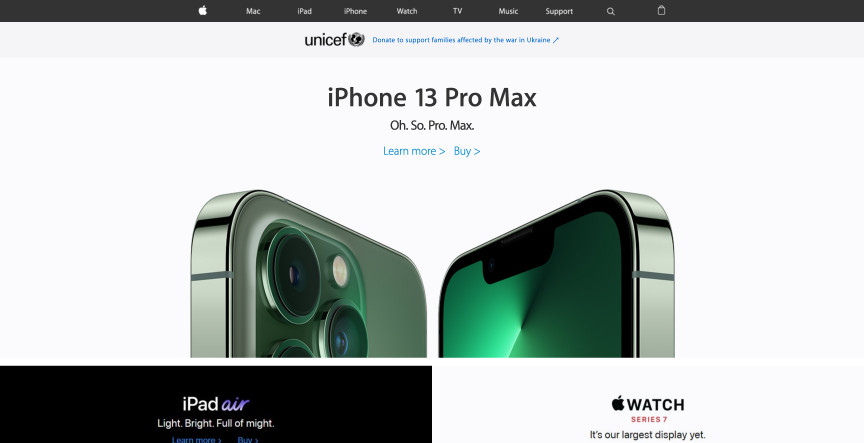 Mac iPad iPhone Watch TV Music Support
unicef Donate to support families affected by the war in Ukraine ↗
iPhone 13 Pro Max
Oh. So. Pro. Max.
Learn more > Buy >
iPad air
Light. Bright. Full of might.
Learn more > Buy >
WATCH
SERIES 7
It's our largest display yet.